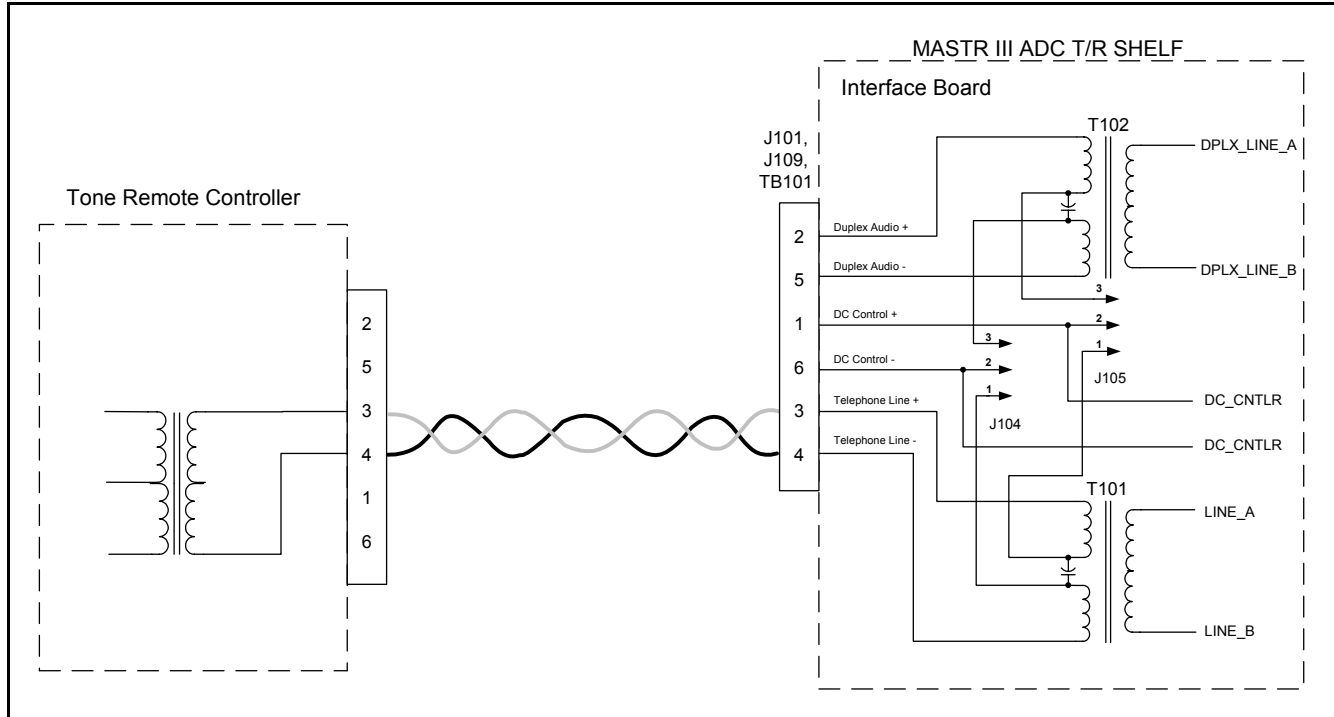 MASTR III ADC T/R SHELF
Interface Board
T102
DPLX_LINE_A
J101,
J109,
TB101
Tone Remote Controller
2
Duplex Audio +
5
Duplex Audio -
DPLX_LINE_B
3
1
DC Control +
2
3
1
6
DC Control -
2
J105
1
3
Telephone Line +
J104
DC_CNTLR
4
Telephone Line -
DC_CNTLR
T101
LINE_A
LINE_B
2
5
3
4
1
6